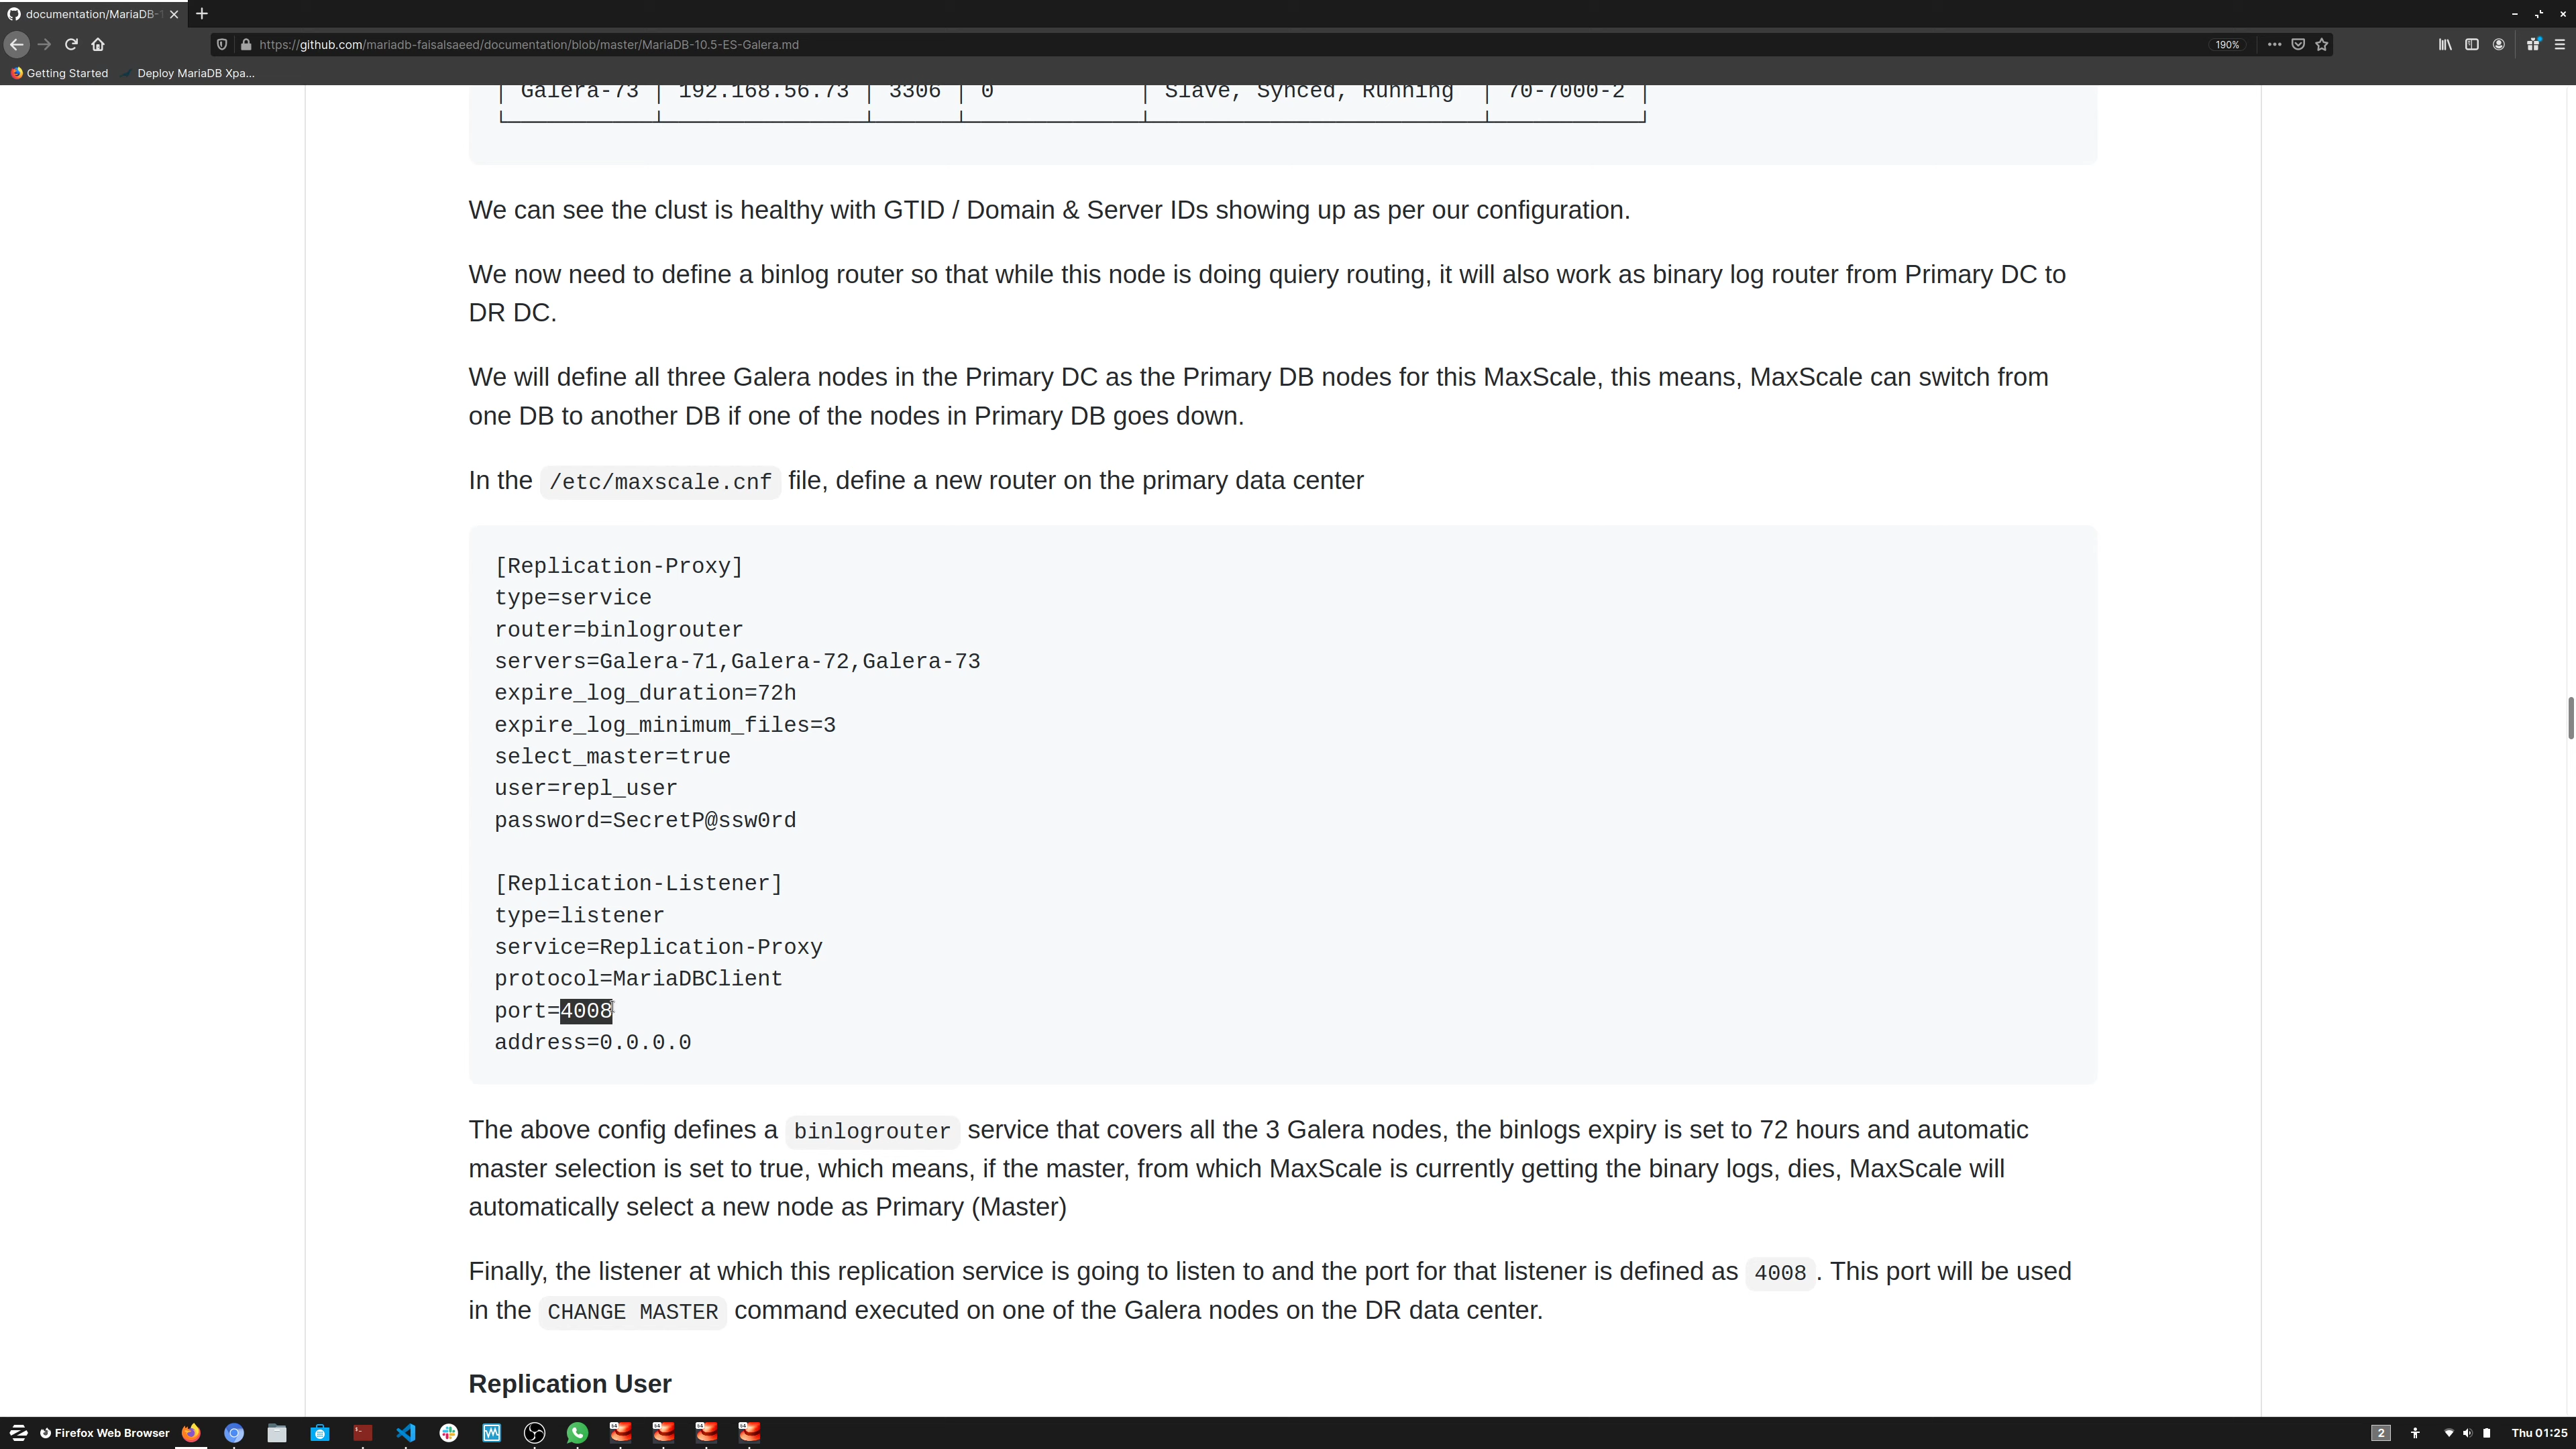 documentation/MariaDB-1
https://github.com/mariadb-faisalsaeed/documentation/blob/master/MariaDB-10.5-ES-Galera.md
190%
Getting Started
Deploy MariaDB Xpa...
| Galera-73 | 192.168.56.73 | 3306 | 0 | Slave, Synced, Running | 70-7000-2 |
We can see the clust is healthy with GTID / Domain & Server IDs showing up as per our configuration.
We now need to define a binlog router so that while this node is doing quiery routing, it will also work as binary log router from Primary DC to
DR DC.
We will define all three Galera nodes in the Primary DC as the Primary DB nodes for this MaxScale, this means, MaxScale can switch from
one DB to another DB if one of the nodes in Primary DB goes down.
In the /etc/maxscale.cnf file, define a new router on the primary data center
[Replication-Proxy]
type=service
router=binlogrouter
servers=Galera-71,Galera-72,Galera-73
expire_log_duration=72h
expire_log_minimum_files=3
select_master=true
user=repl_user
password=SecretP@ssw0rd
[Replication-Listener]
type=listener
service=Replication-Proxy
protocol=MariaDBClient
port=4008
address=0.0.0.0
The above config defines a binlogrouter service that covers all the 3 Galera nodes, the binlogs expiry is set to 72 hours and automatic
master selection is set to true, which means, if the master, from which MaxScale is currently getting the binary logs, dies, MaxScale will
automatically select a new node as Primary (Master)
Finally, the listener at which this replication service is going to listen to and the port for that listener is defined as 4008 . This port will be used
in the CHANGE MASTER command executed on one of the Galera nodes on the DR data center.
Replication User
Firefox Web Browser
2
Thu 01:25